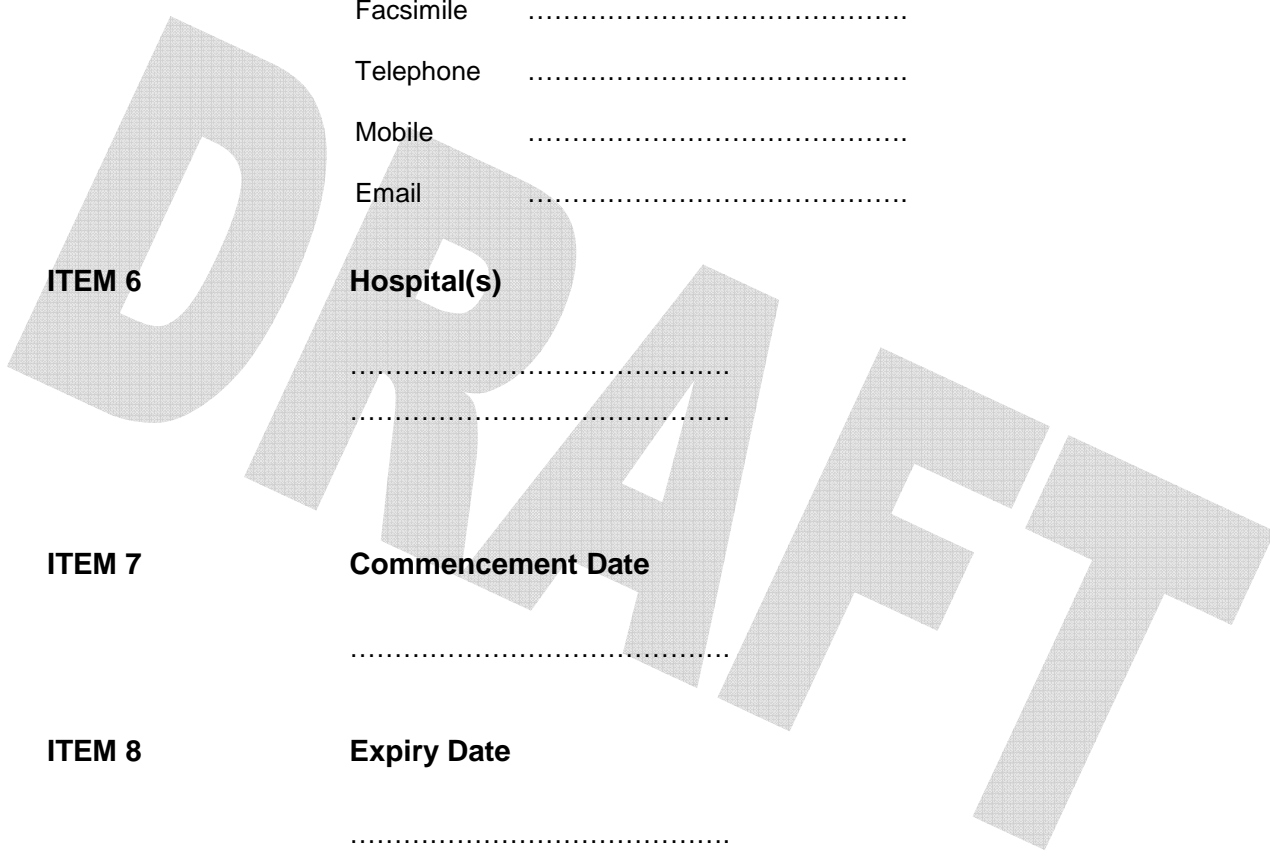 Facsimile …………………………………….
Telephone …………………………………….
Mobile …………………………………….
Email …………………………………….
ITEM 6 Hospital(s)
…………………………………….
…………………………………….
ITEM 7 Commencement Date
…………………………………….
ITEM 8 Expiry Date
…………………………………….
DRAFT